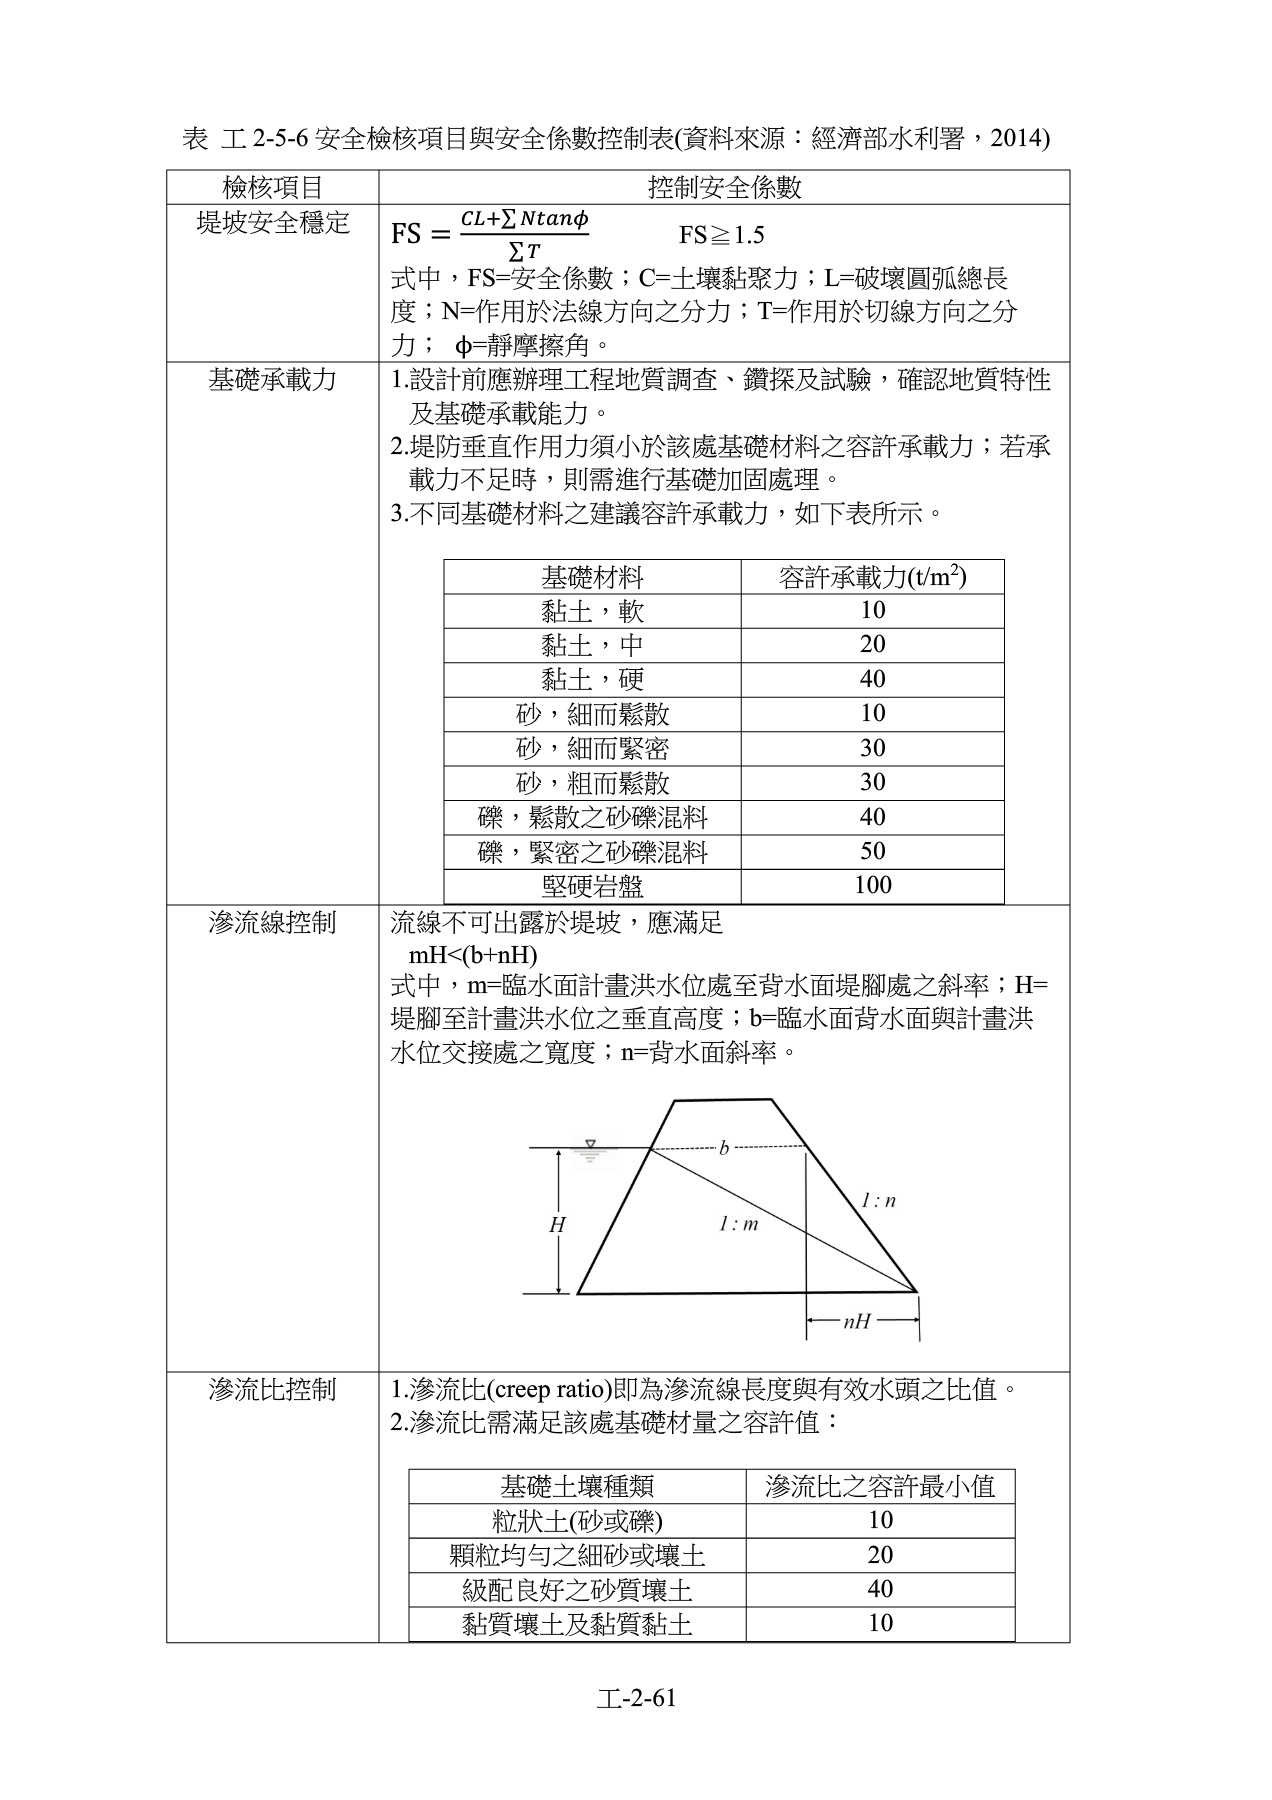 表 工 2-5-6 安全檢核項目與安全係數控制表(資料來源：經濟部水利署，2014)
檢核項目 控制安全係數
堤坡安全穩定 FS = (CL+∑Ntanϕ)/(∑T) FS≧1.5
式中，FS=安全係數；C=土壤黏聚力；L=破壞圓弧總長
度；N=作用於法線方向之分力；T=作用於切線方向之分
力； ϕ=靜摩擦角。
基礎承載力 1.設計前應辦理工程地質調查、鑽探及試驗，確認地質特性
及基礎承載能力。
2.堤防垂直作用力須小於該處基礎材料之容許承載力；若承
載力不足時，則需進行基礎加固處理。
3.不同基礎材料之建議容許承載力，如下表所示。
基礎材料 容許承載力(t/m²)
黏土，軟 10
黏土，中 20
黏土，硬 40
砂，細而鬆散 10
砂，細而緊密 30
砂，粗而鬆散 30
礫，鬆散之砂礫混料 40
礫，緊密之砂礫混料 50
堅硬岩盤 100
滲流線控制 流線不可出露於堤坡，應滿足
mH<(b+nH)
式中，m=臨水面計畫洪水位處至背水面堤腳處之斜率；H=
堤腳至計畫洪水位之垂直高度；b=臨水面背水面與計畫洪
水位交接處之寬度；n=背水面斜率。
b
1 : n
H
1 : m
nH
滲流比控制 1.滲流比(creep ratio)即為滲流線長度與有效水頭之比值。
2.滲流比需滿足該處基礎材量之容許值：
基礎土壤種類 滲流比之容許最小值
粒狀土(砂或礫) 10
顆粒均勻之細砂或壤土 20
級配良好之砂質壤土 40
黏質壤土及黏質黏土 10
工-2-61